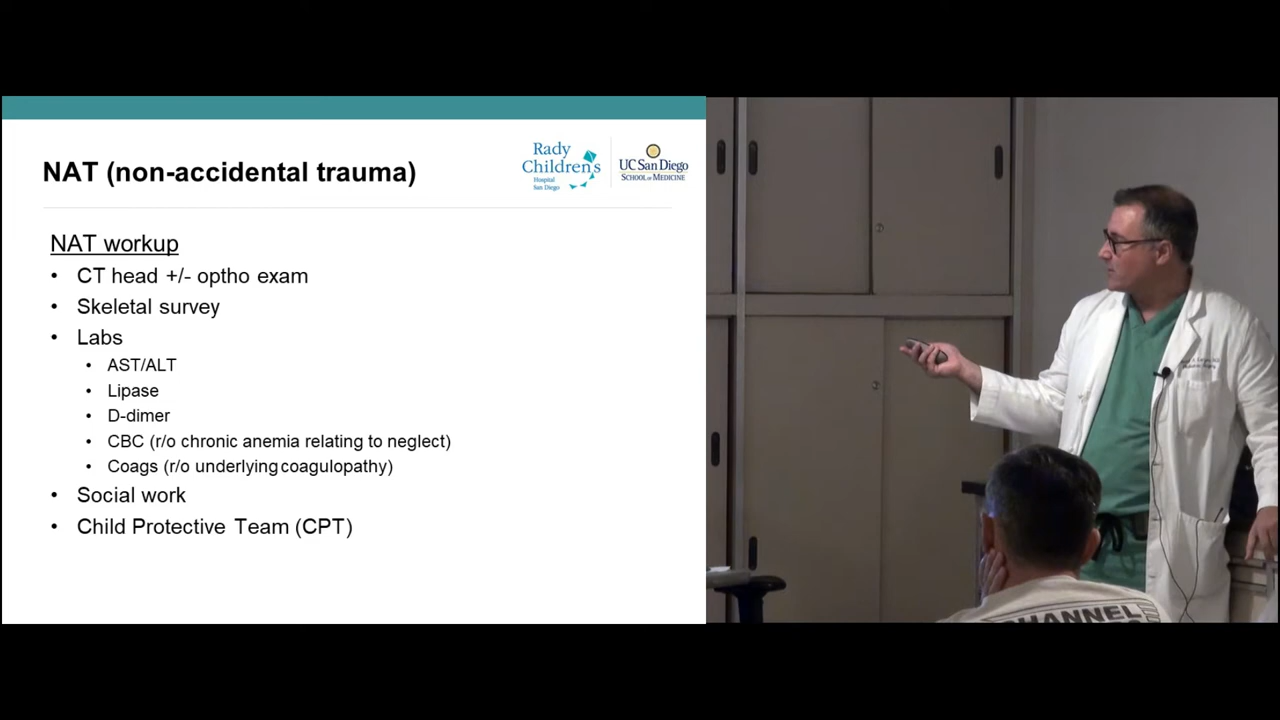 NAT (non-accidental trauma)
Rady
Children's
Hospital
San Diego
UC San Diego
SCHOOL OF MEDICINE
NAT workup
• CT head +/- optho exam
• Skeletal survey
• Labs
• AST/ALT
• Lipase
• D-dimer
• CBC (r/o chronic anemia relating to neglect)
• Coags (r/o underlying coagulopathy)
• Social work
• Child Protective Team (CPT)
CHANNEL